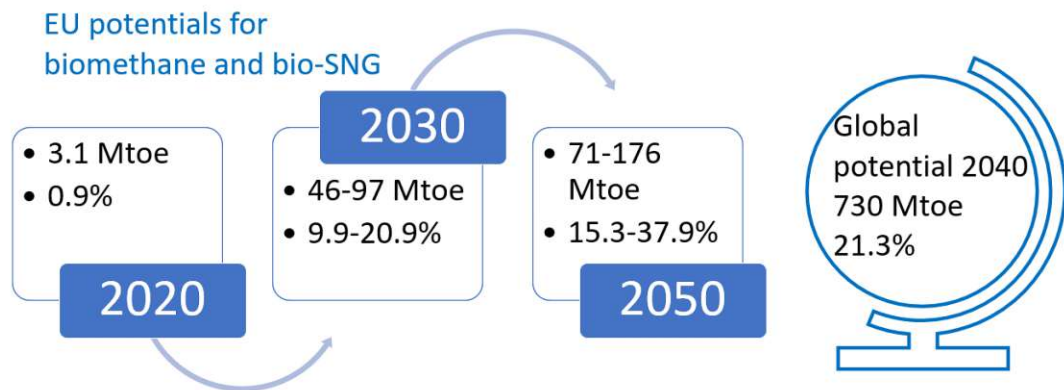 EU potentials for
biomethane and bio-SNG
• 3.1 Mtoe
• 0.9%
2020
2030
• 46-97 Mtoe
• 9.9-20.9%
• 71-176
Mtoe
• 15.3-37.9%
2050
Global
potential 2040
730 Mtoe
21.3%